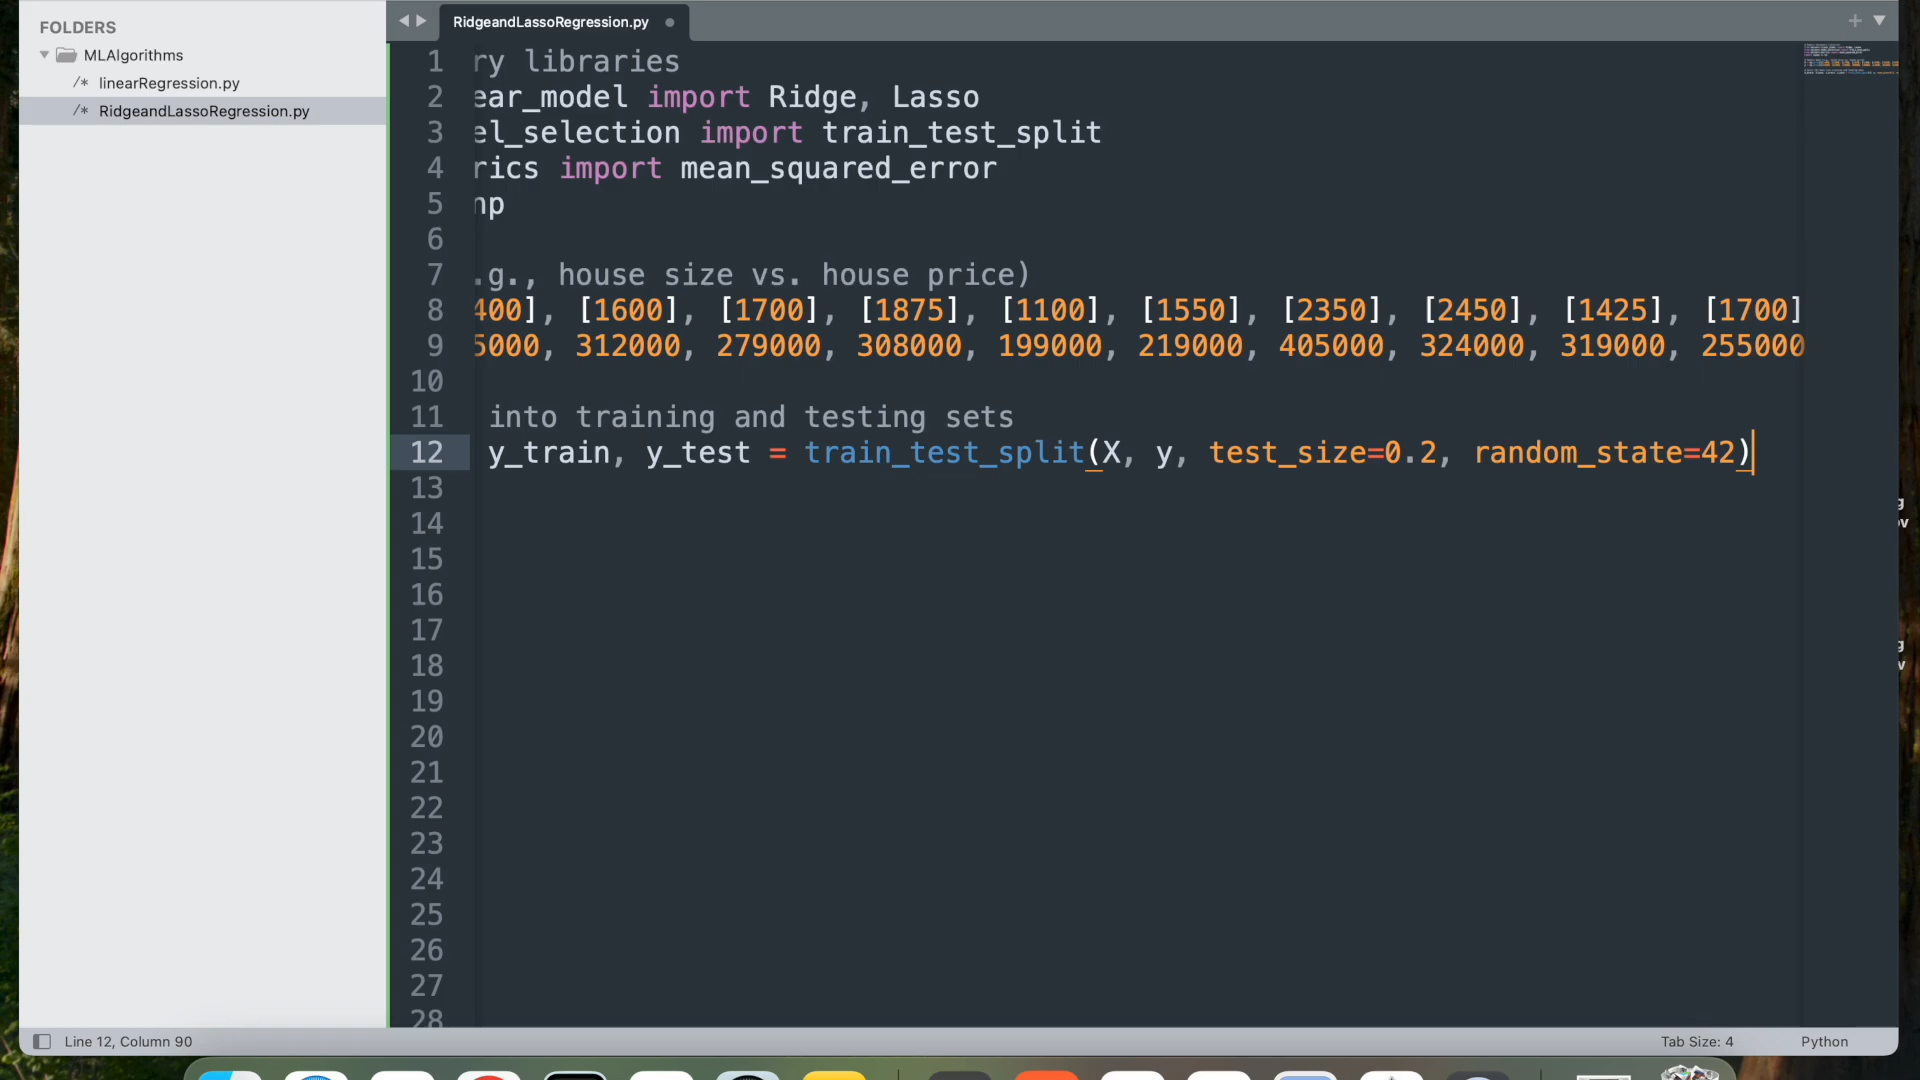 FOLDERS
MLAlgorithms
/* linearRegression.py
/* RidgeandLassoRegression.py
RidgeandLassoRegression.py
1 ry libraries
2 ear_model import Ridge, Lasso
3 el_selection import train_test_split
4 rics import mean_squared_error
5 np
6
7 .g., house size vs. house price)
8 400], [1600], [1700], [1875], [1100], [1550], [2350], [2450], [1425], [1700]
9 5000, 312000, 279000, 308000, 199000, 219000, 405000, 324000, 319000, 255000
10
11 into training and testing sets
12 y_train, y_test = train_test_split(X, y, test_size=0.2, random_state=42)
13
14
15
16
17
18
19
20
21
22
23
24
25
26
27
28
Line 12, Column 90
Tab Size: 4
Python